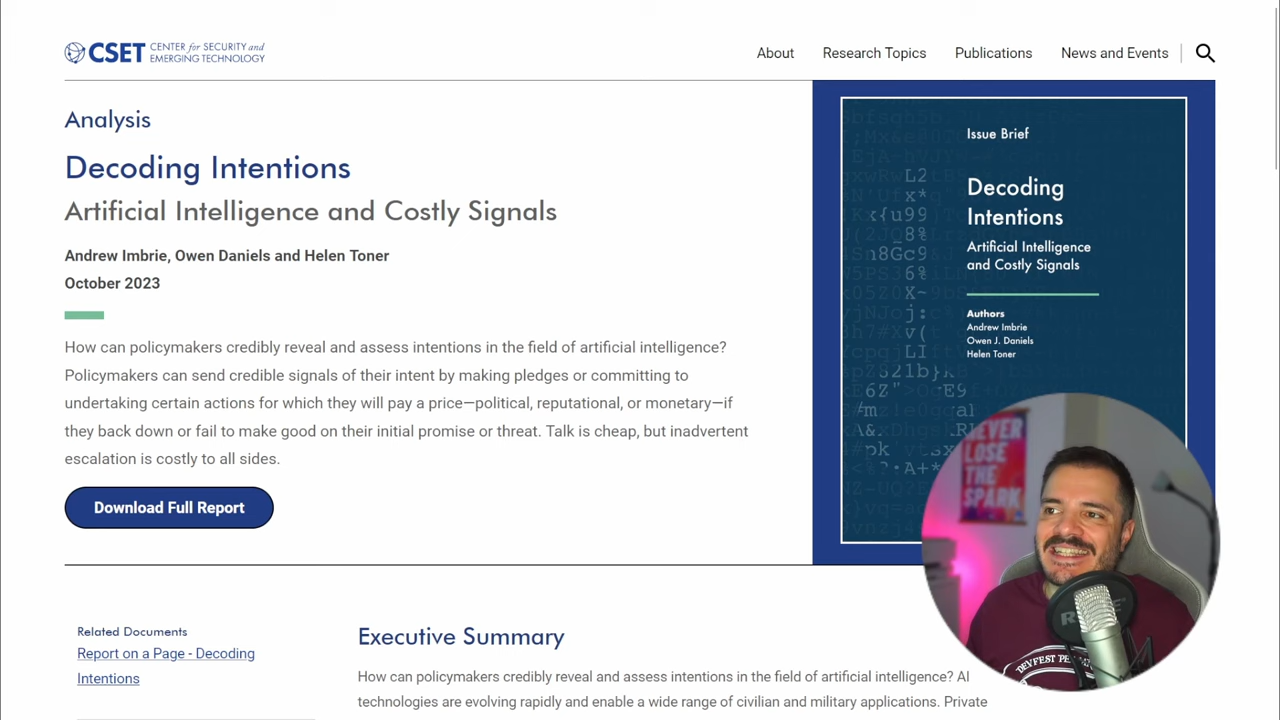 CSET CENTER for SECURITY and
EMERGING TECHNOLOGY
About
Research Topics
Publications
News and Events
Analysis
Decoding Intentions
Artificial Intelligence and Costly Signals
Andrew Imbrie, Owen Daniels and Helen Toner
October 2023
How can policymakers credibly reveal and assess intentions in the field of artificial intelligence?
Policymakers can send credible signals of their intent by making pledges or committing to
undertaking certain actions for which they will pay a price—political, reputational, or monetary—if
they back down or fail to make good on their initial promise or threat. Talk is cheap, but inadvertent
escalation is costly to all sides.
Download Full Report
Issue Brief
Decoding
Intentions
Artificial Intelligence
and Costly Signals
Authors
Andrew Imbrie
Owen J. Daniels
Helen Toner
NEVER
LOSE
THE
SPARK
Related Documents
Report on a Page - Decoding
Intentions
Executive Summary
How can policymakers credibly reveal and assess intentions in the field of artificial intelligence? AI
technologies are evolving rapidly and enable a wide range of civilian and military applications. Private